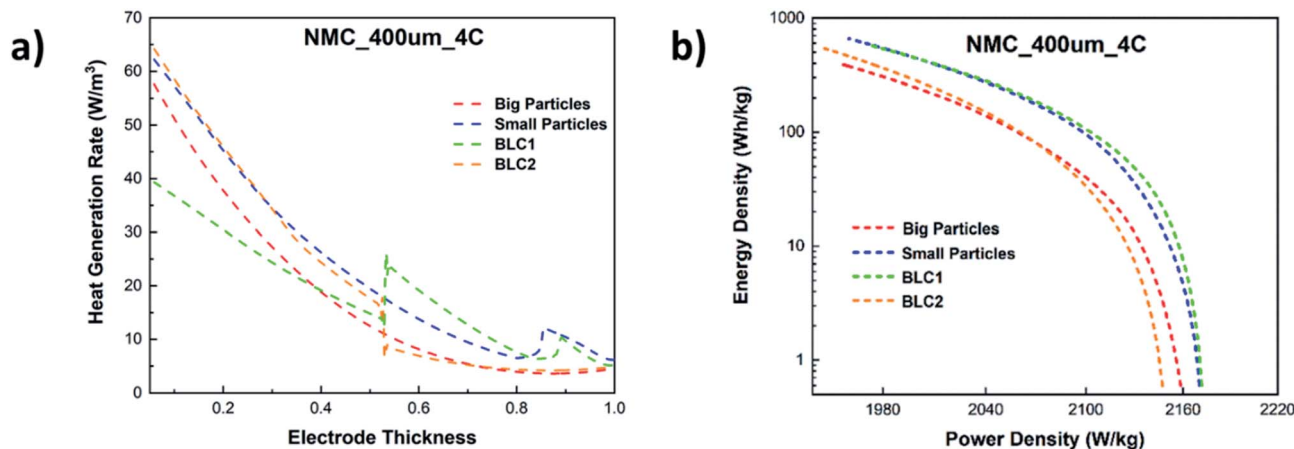 a)
NMC_400um_4C
Heat Generation Rate (W/m³)
70
60
50
40
30
20
10
0
Big Particles
Small Particles
BLC1
BLC2
0.2
0.4
0.6
0.8
1.0
Electrode Thickness
b)
NMC_400um_4C
Energy Density (Wh/kg)
1000
100
10
1
Big Particles
Small Particles
BLC1
BLC2
1980
2040
2100
2160
2220
Power Density (W/kg)